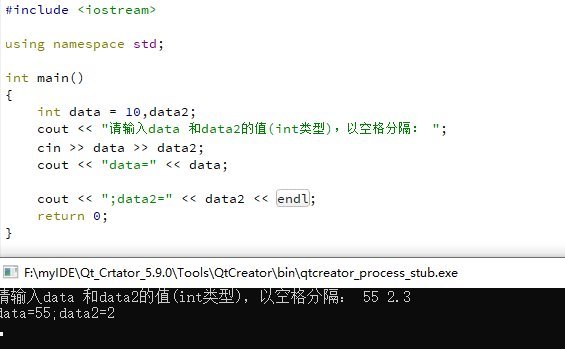 #include <iostream>
using namespace std;
int main()
{
int data = 10,data2;
cout << "请输入data 和data2的值(int类型)，以空格分隔： ";
cin >> data >> data2;
cout << "data=" << data;
cout << ";data2=" << data2 << endl;
return 0;
}
F:\myIDE\Qt_Crtator_5.9.0\Tools\QtCreator\bin\qtcreator_process_stub.exe
请输入data 和data2的值(int类型)，以空格分隔： 55 2.3
data=55;data2=2